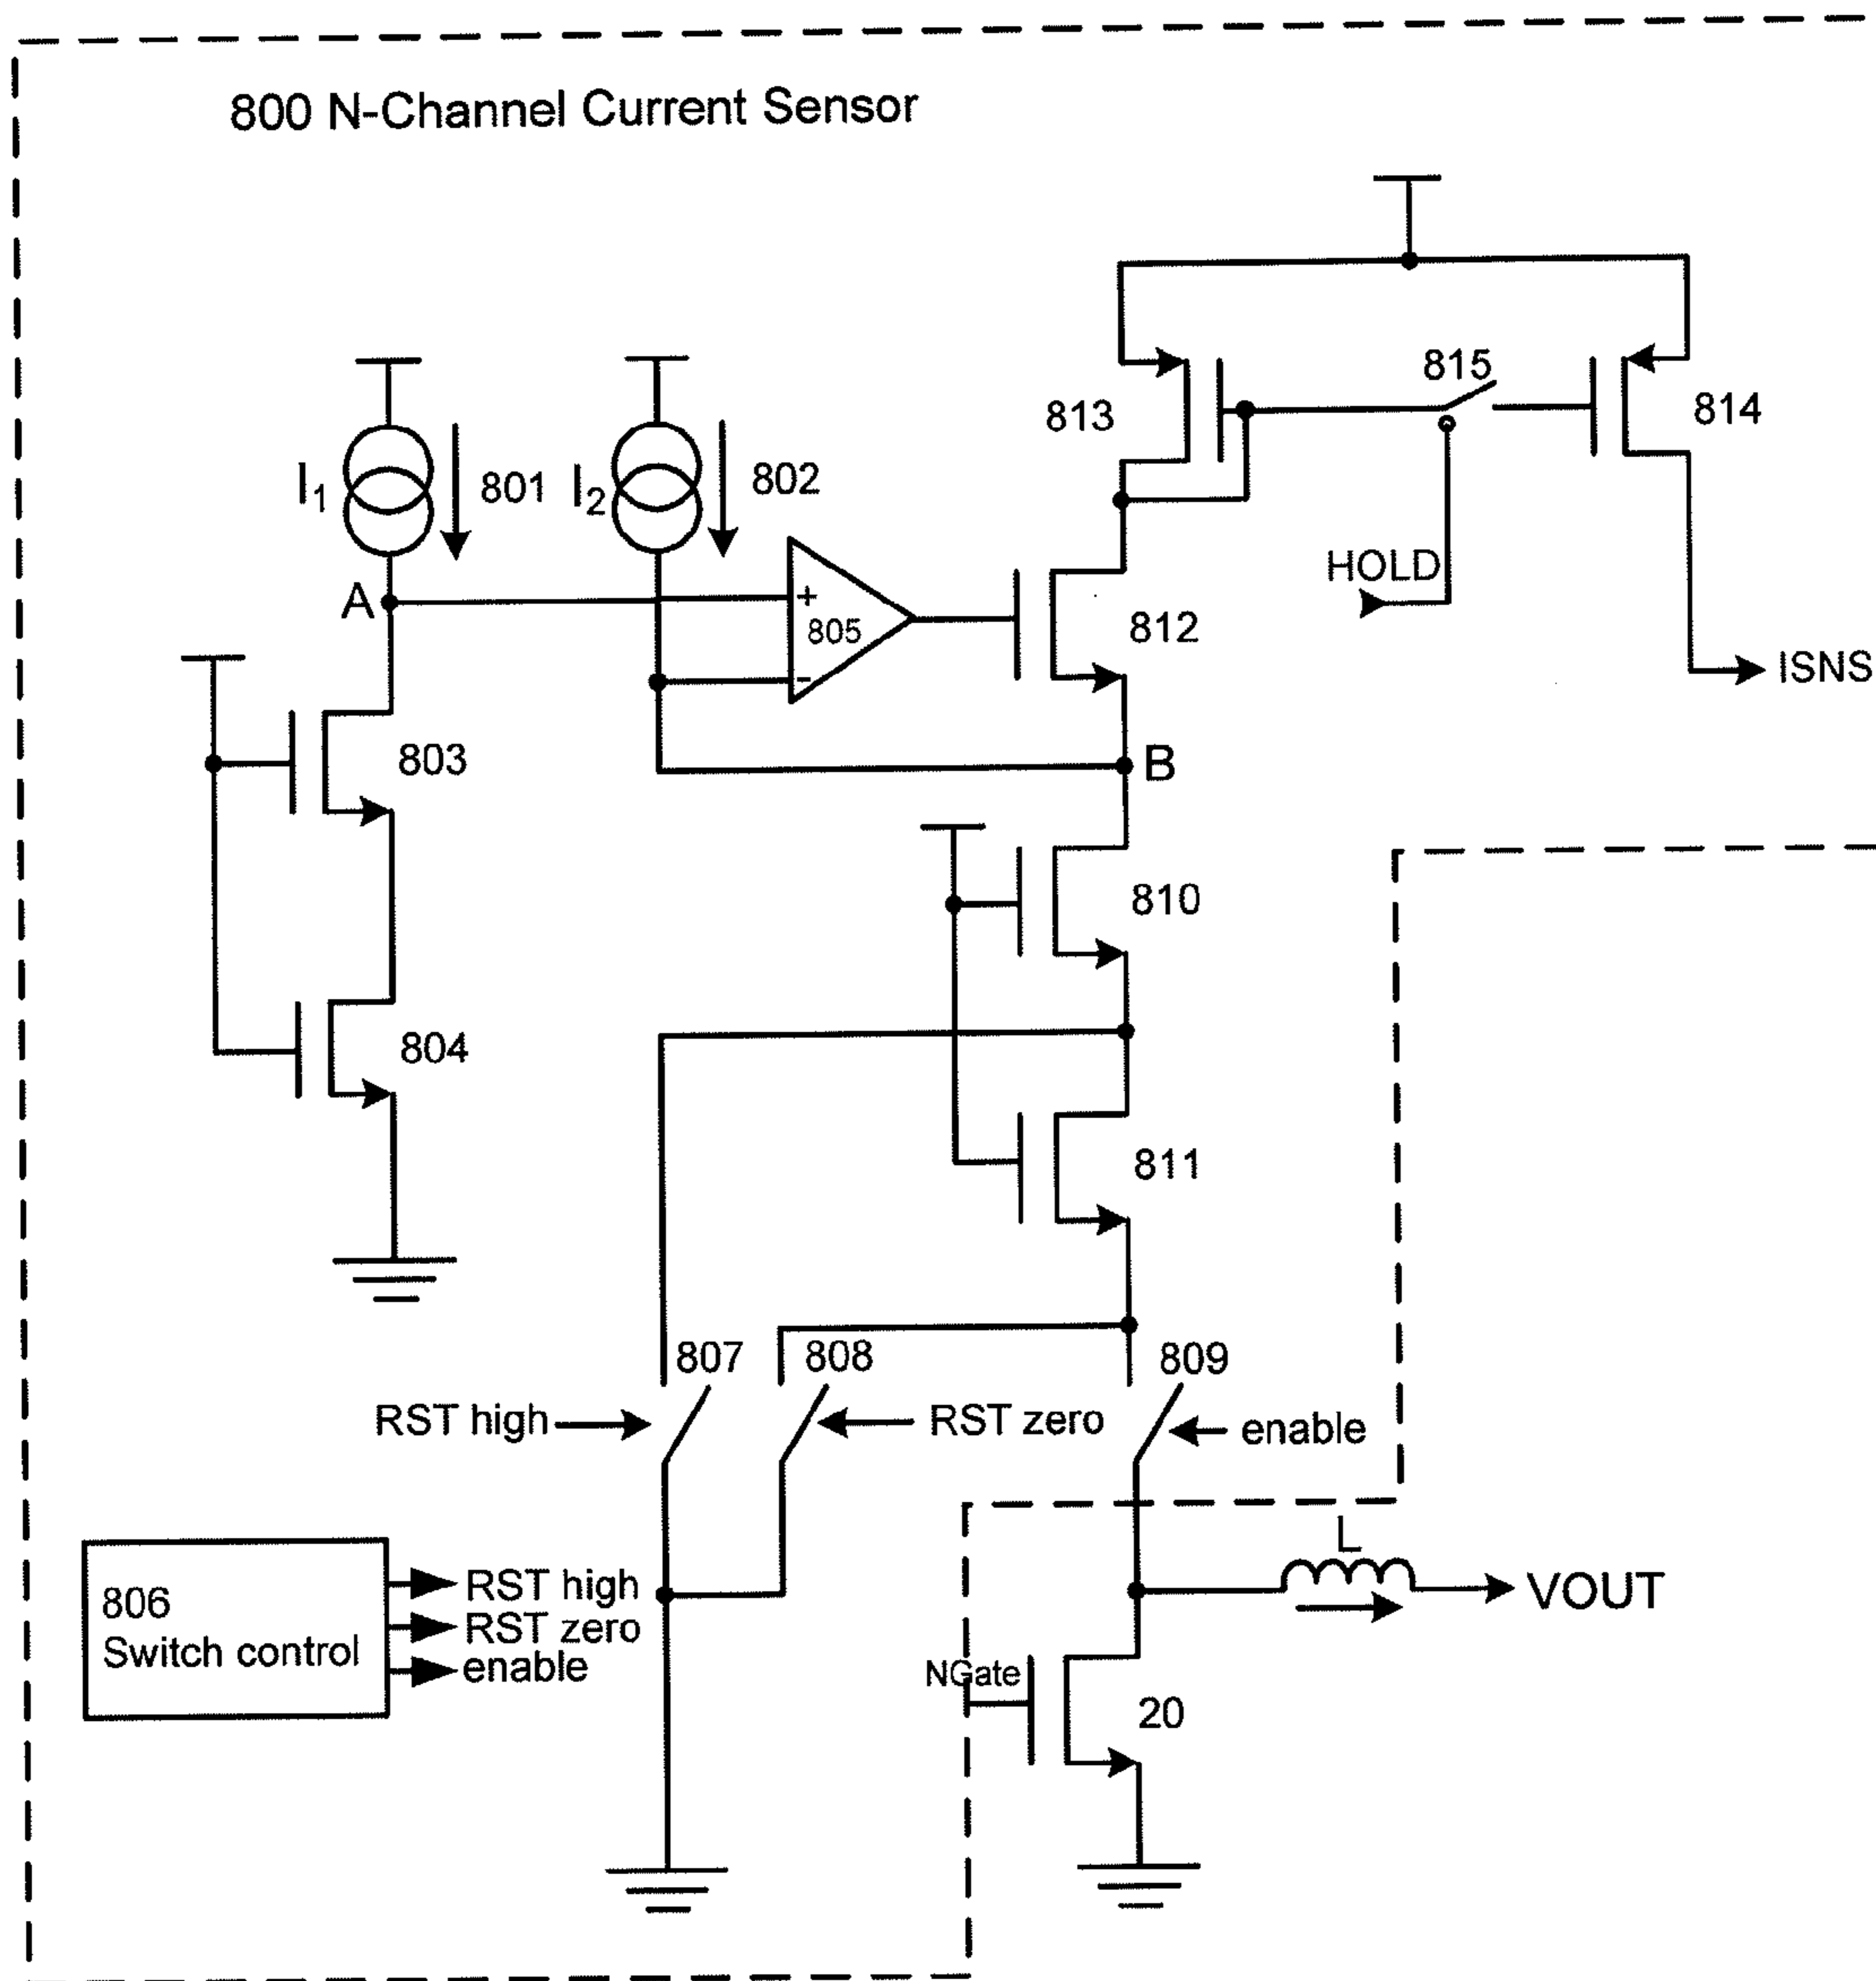 800 N-Channel Current Sensor
815
813
814
I1
801
I2
802
HOLD
A
+
805
-
812
ISNS
803
B
810
804
811
807
808
809
RST high
RST zero
enable
L
806
Switch control
RST high
RST zero
enable
VOUT
NGate
20